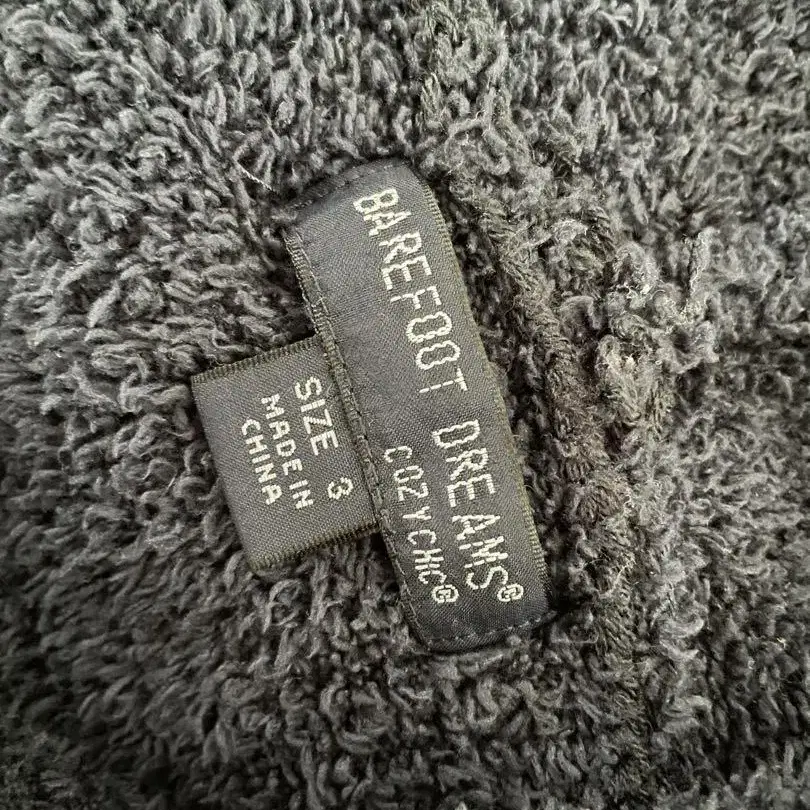 BAREFOOT DREAMS®
COZYCHIC®
SIZE 3
MADE IN
CHINA